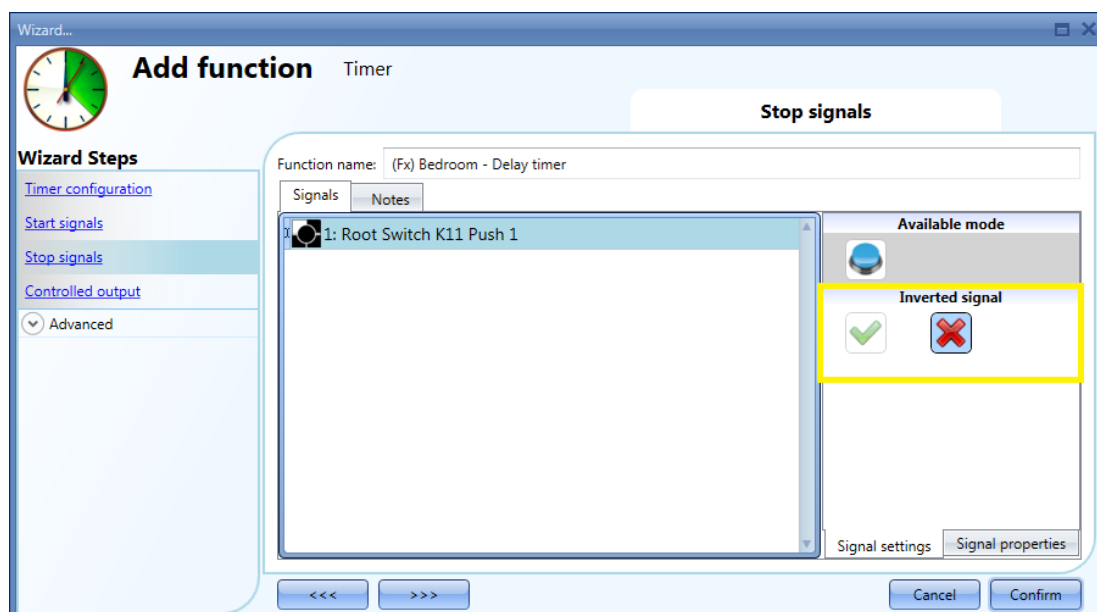 Wizard...
Add function Timer
Stop signals
Wizard Steps
Timer configuration
Start signals
Stop signals
Controlled output
Advanced
Function name: (Fx) Bedroom - Delay timer
Signals Notes
1: Root Switch K11 Push 1
Available mode
Inverted signal
Signal settings Signal properties
<<< >>> Cancel Confirm